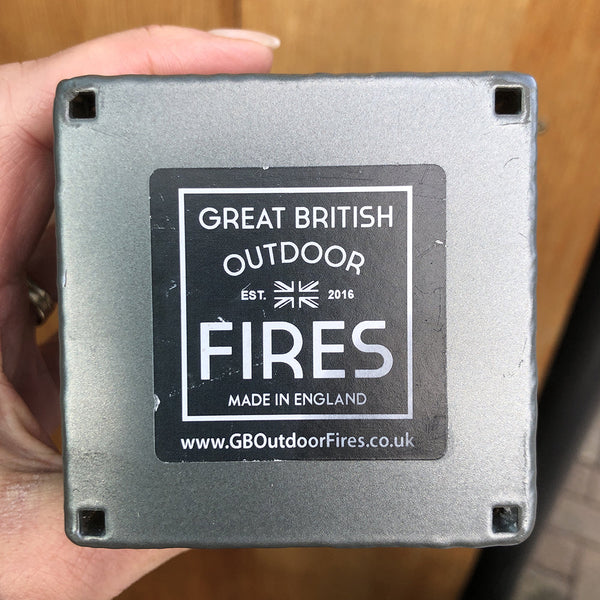 GREAT BRITISH
OUTDOOR
EST. 2016
FIRES
MADE IN ENGLAND
www.GBOutdoorFires.co.uk